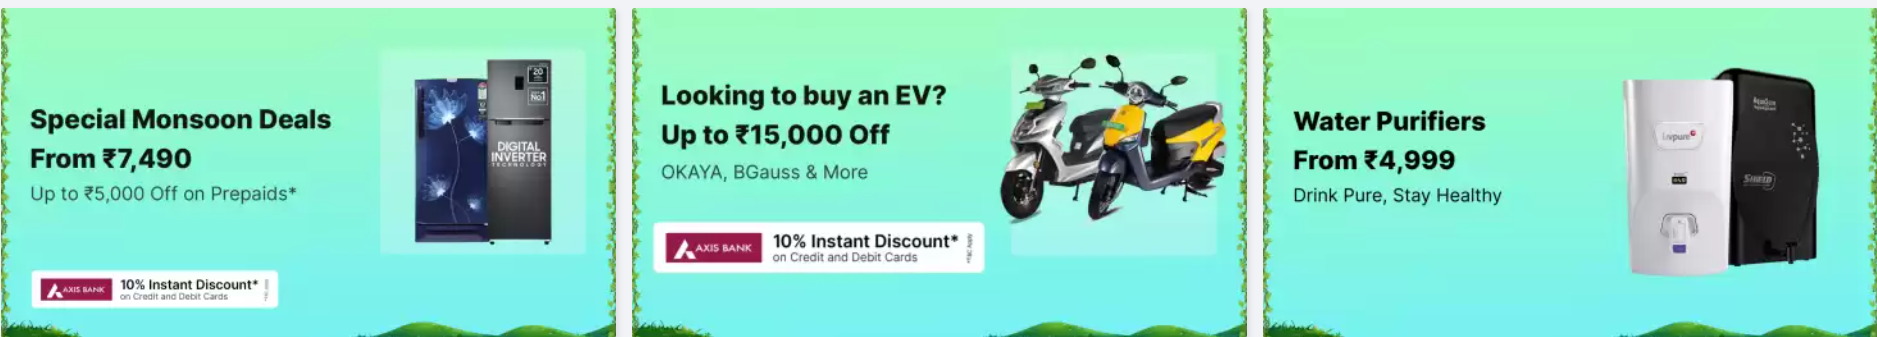 Special Monsoon Deals
From ₹7,490
Up to ₹5,000 Off on Prepaids*
AXIS BANK
10% Instant Discount*
on Credit and Debit Cards
20
No.1
DIGITAL
INVERTER
TECHNOLOGY
Looking to buy an EV?
Up to ₹15,000 Off
OKAYA, BGauss & More
AXIS BANK
10% Instant Discount*
on Credit and Debit Cards
*T&C Apply
Water Purifiers
From ₹4,999
Drink Pure, Stay Healthy
Livpure
SHIELD